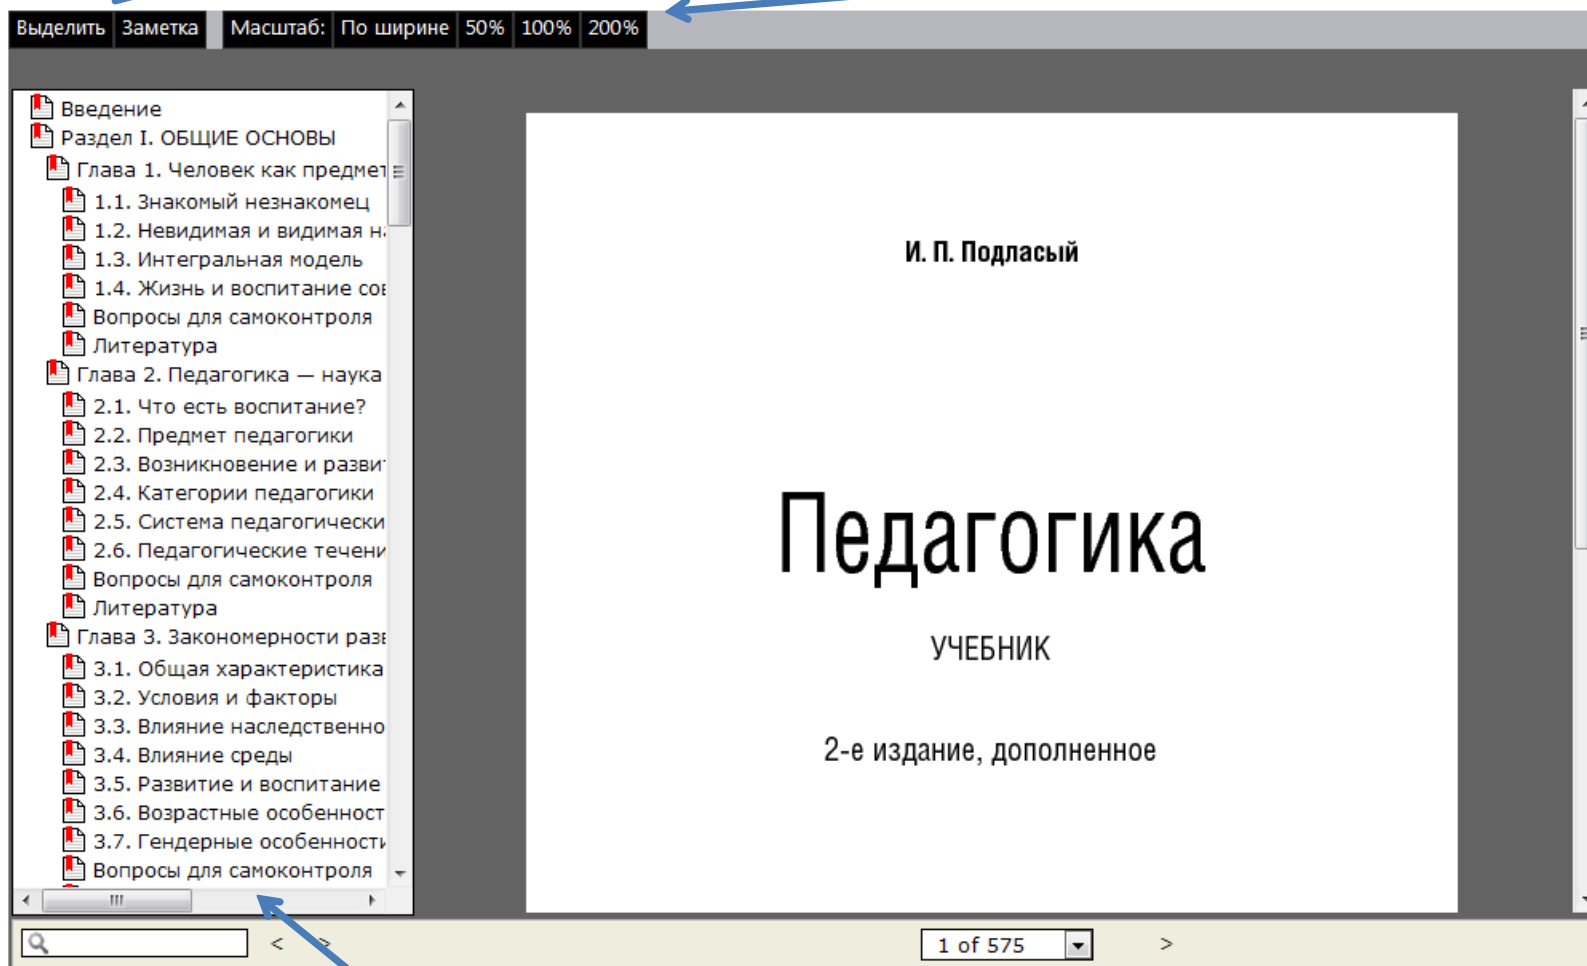 Выделить Заметка Масштаб: По ширине 50% 100% 200%
Введение
Раздел I. ОБЩИЕ ОСНОВЫ
Глава 1. Человек как предмет
1.1. Знакомый незнакомец
1.2. Невидимая и видимая
1.3. Интегральная модель
1.4. Жизнь и воспитание
Вопросы для самоконтроля
Литература
Глава 2. Педагогика — наука
2.1. Что есть воспитание?
2.2. Предмет педагогики
2.3. Возникновение и разви
2.4. Категории педагогики
2.5. Система педагогически
2.6. Педагогические течени
Вопросы для самоконтроля
Литература
Глава 3. Закономерности разв
3.1. Общая характеристика
3.2. Условия и факторы
3.3. Влияние наследственно
3.4. Влияние среды
3.5. Развитие и воспитание
3.6. Возрастные особенност
3.7. Гендерные особенности
Вопросы для самоконтроля
И. П. Подласый
Педагогика
УЧЕБНИК
2-е издание, дополненное
< > 1 of 575 >